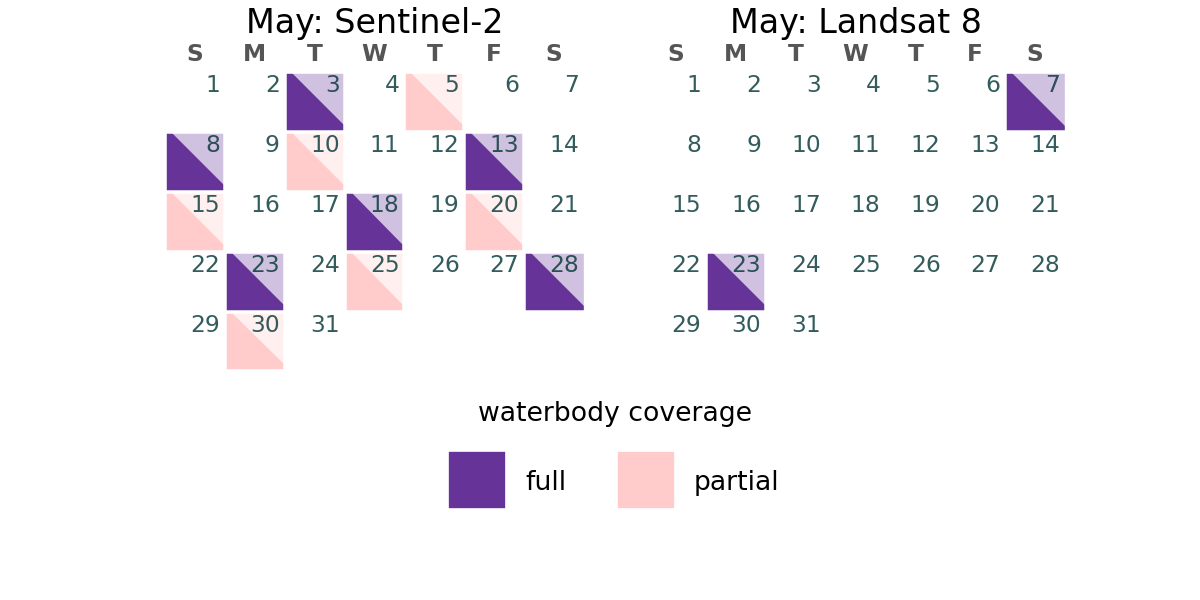 May: Sentinel-2
S M T W T F S
1 2 3 4 5 6 7
8 9 10 11 12 13 14
15 16 17 18 19 20 21
22 23 24 25 26 27 28
29 30 31
May: Landsat 8
S M T W T F S
1 2 3 4 5 6 7
8 9 10 11 12 13 14
15 16 17 18 19 20 21
22 23 24 25 26 27 28
29 30 31
waterbody coverage
full
partial